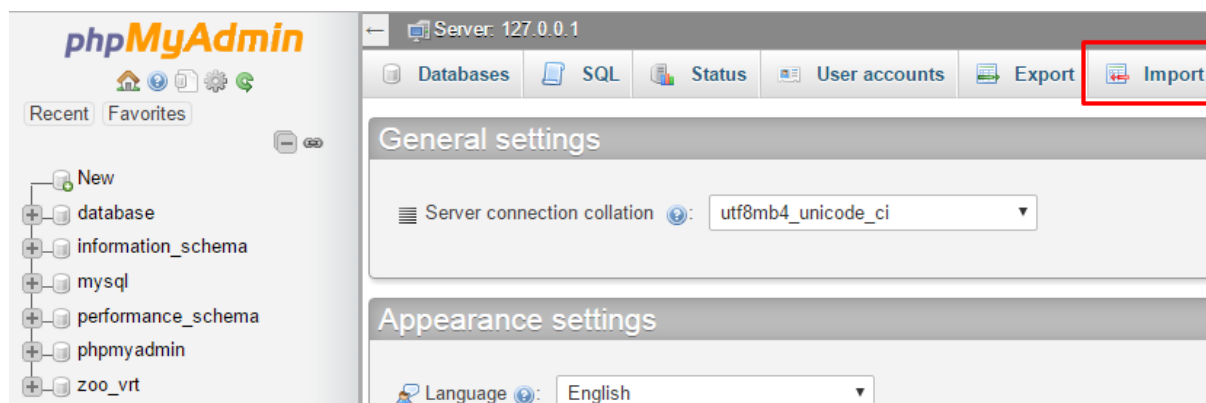 phpMyAdmin
Recent Favorites
New
database
information_schema
mysql
performance_schema
phpmyadmin
zoo_vrt
Server: 127.0.0.1
Databases SQL Status User accounts Export Import
General settings
Server connection collation : utf8mb4_unicode_ci
Appearance settings
Language : English